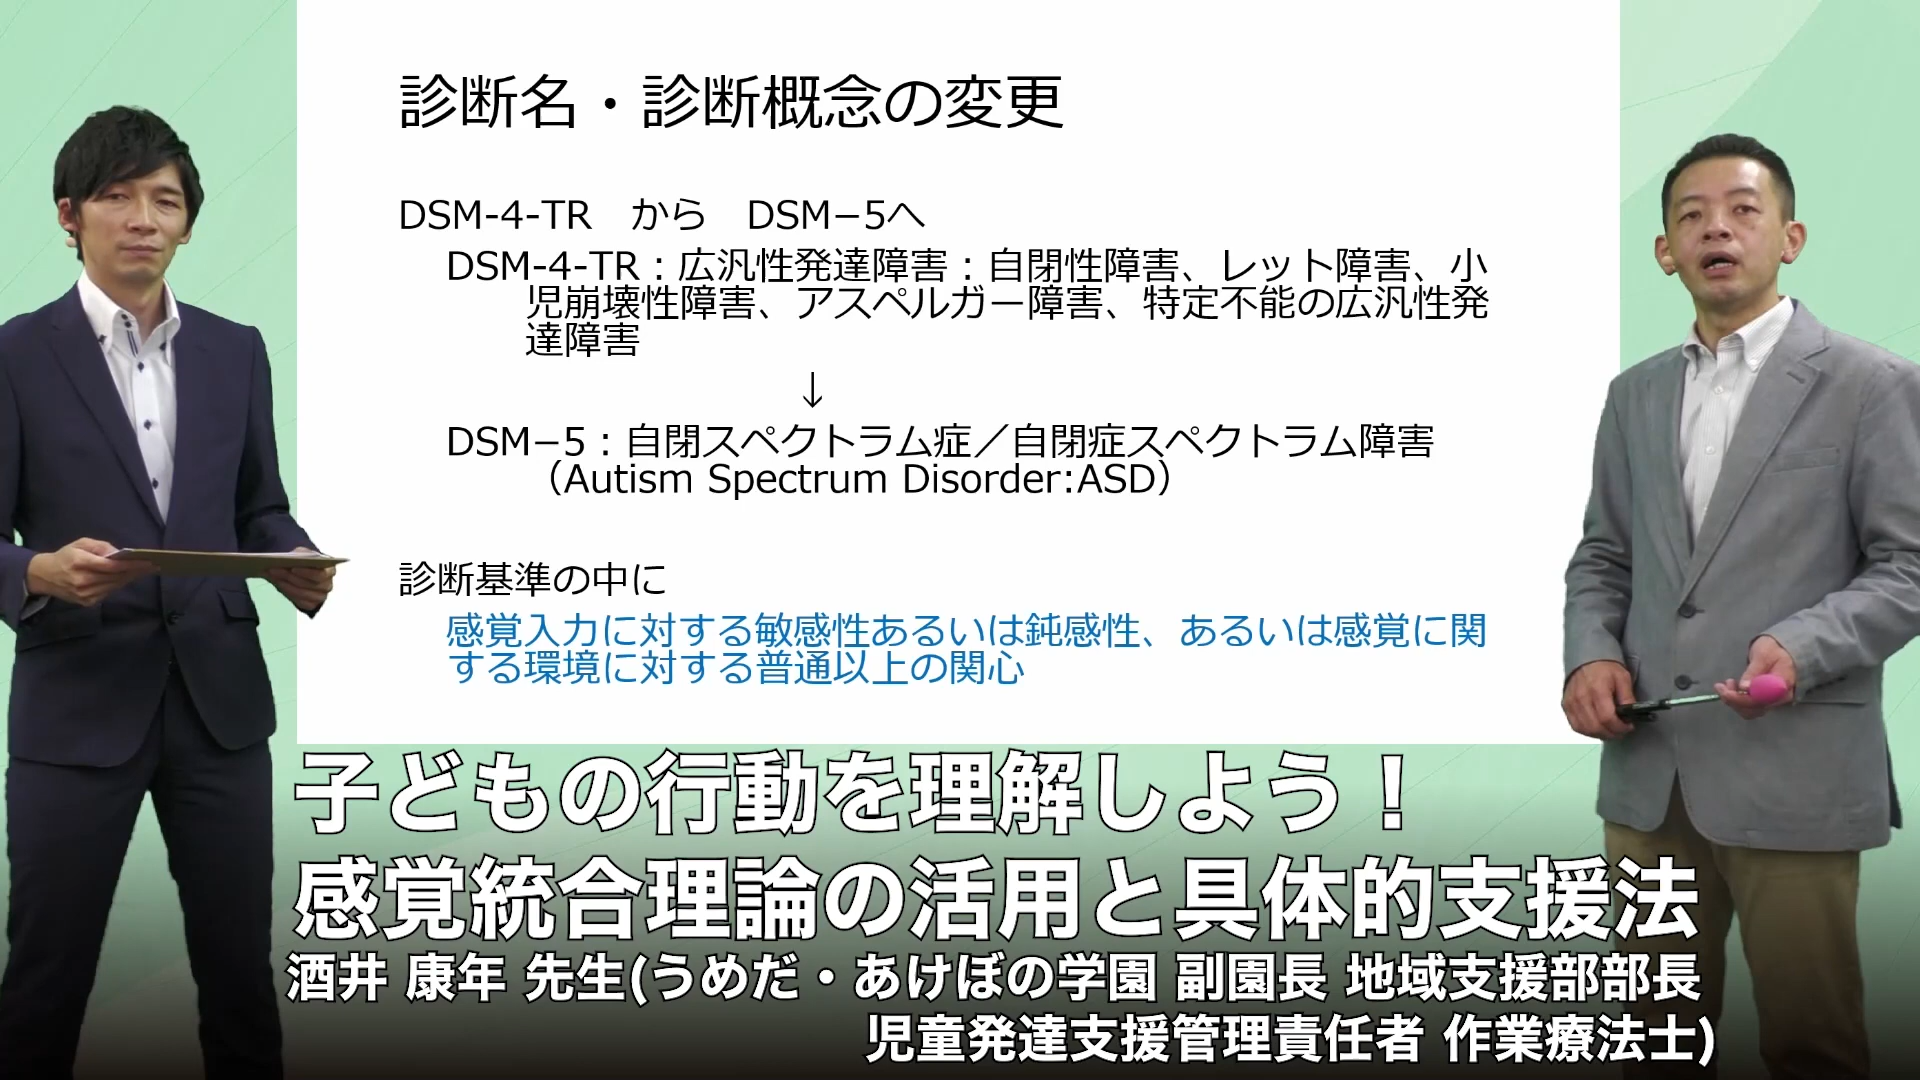 診断名・診断概念の変更
DSM-4-TR　から　DSM−5へ
DSM-4-TR：広汎性発達障害：自閉性障害、レット障害、小
児崩壊性障害、アスペルガー障害、特定不能の広汎性発
達障害
↓
DSM−5：自閉スペクトラム症／自閉症スペクトラム障害
（Autism Spectrum Disorder:ASD）
診断基準の中に
感覚入力に対する敏感性あるいは鈍感性、あるいは感覚に関
する環境に対する普通以上の関心
子どもの行動を理解しよう！
感覚統合理論の活用と具体的支援法
酒井 康年 先生(うめだ・あけぼの学園 副園長 地域支援部部長
児童発達支援管理責任者 作業療法士)